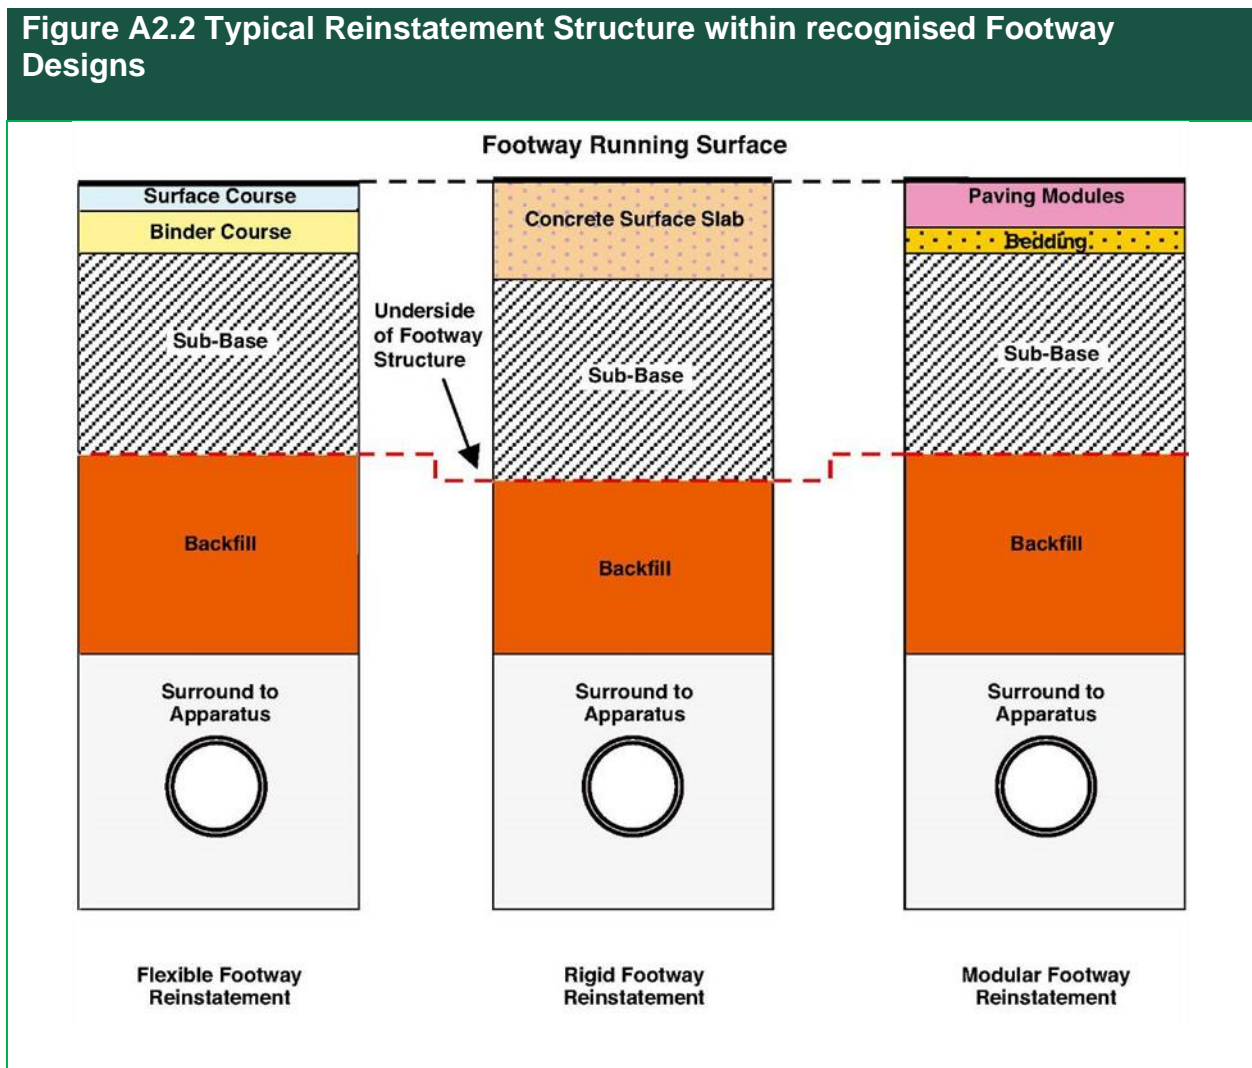 Figure A2.2 Typical Reinstatement Structure within recognised Footway
Designs
Footway Running Surface
Surface Course
Binder Course
Sub-Base
Backfill
Surround to
Apparatus
Flexible Footway
Reinstatement
Underside
of Footway
Structure
Concrete Surface Slab
Sub-Base
Backfill
Surround to
Apparatus
Rigid Footway
Reinstatement
Paving Modules
Bedding
Sub-Base
Backfill
Surround to
Apparatus
Modular Footway
Reinstatement